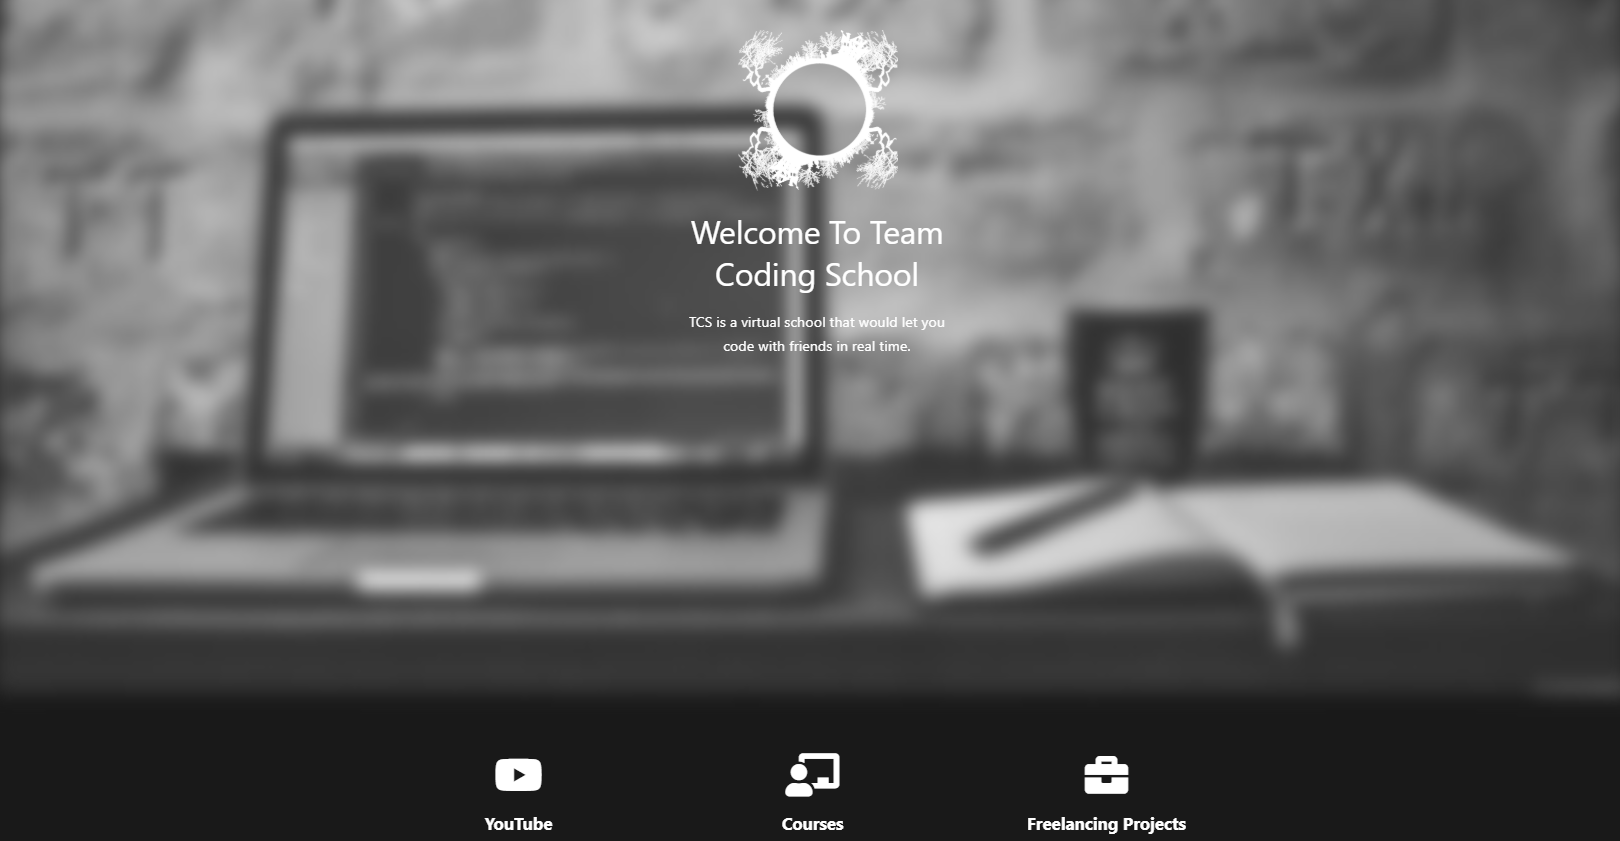 Welcome To Team
Coding School
TCS is a virtual school that would let you
code with friends in real time.
YouTube
Courses
Freelancing Projects